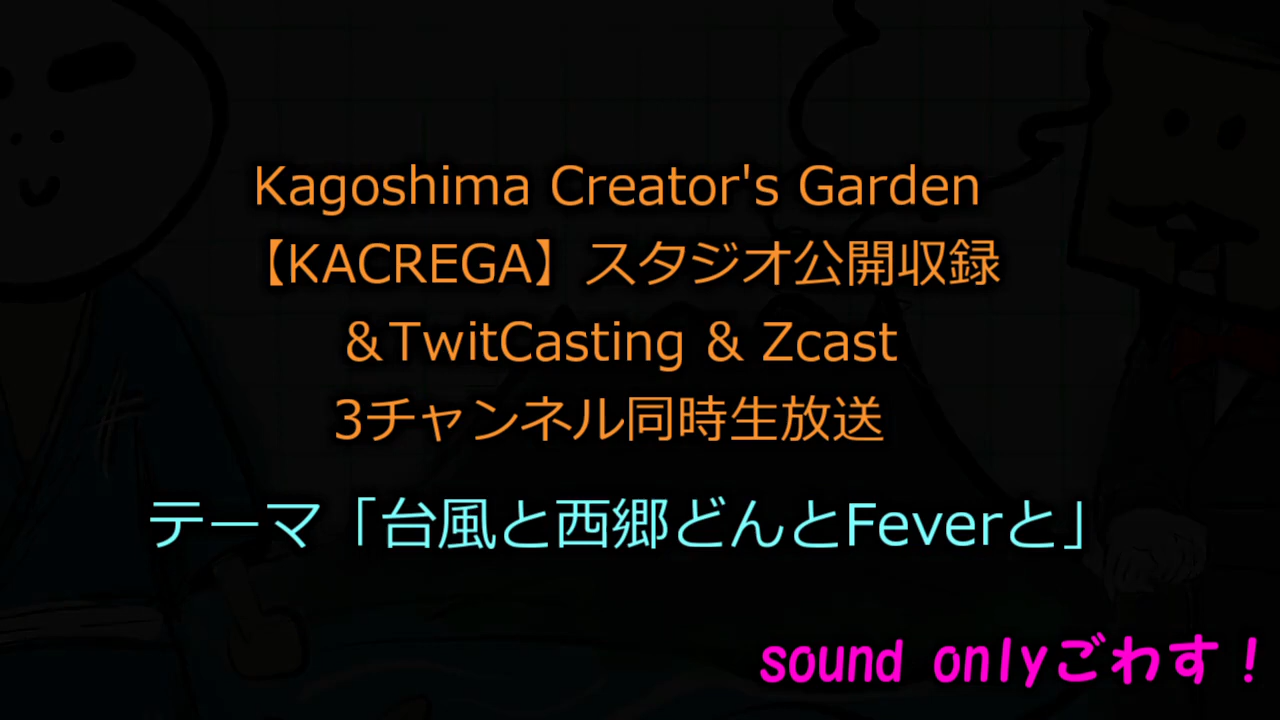 Kagoshima Creator's Garden
【KACREGA】スタジオ公開収録
＆TwitCasting & Zcast
3チャンネル同時生放送
テーマ「台風と西郷どんとFeverと」
sound onlyごわす！